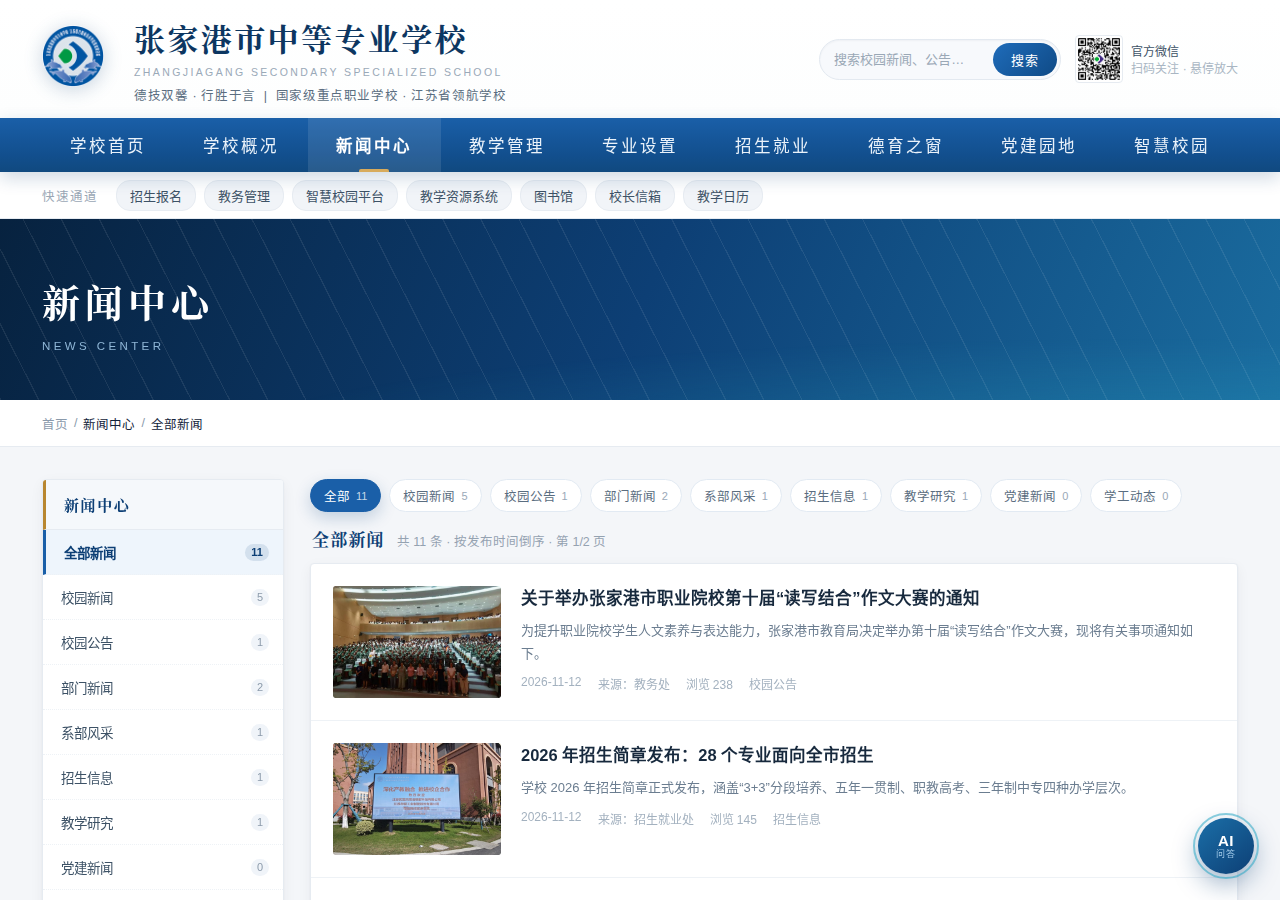 张家港市中等专业学校
ZHANGJIAGANG SECONDARY SPECIALIZED SCHOOL
德技双馨 · 行胜于言 | 国家级重点职业学校 · 江苏省领航学校
搜索校园新闻、公告…
搜索
官方微信
扫码关注 · 悬停放大
学校首页
学校概况
新闻中心
教学管理
专业设置
招生就业
德育之窗
党建园地
智慧校园
快速通道
招生报名
教务管理
智慧校园平台
教学资源系统
图书馆
校长信箱
教学日历
新闻中心
NEWS CENTER
首页 / 新闻中心 / 全部新闻
新闻中心
全部新闻 11
校园新闻 5
校园公告 1
部门新闻 2
系部风采 1
招生信息 1
教学研究 1
党建新闻 0
全部 11
校园新闻 5
校园公告 1
部门新闻 2
系部风采 1
招生信息 1
教学研究 1
党建新闻 0
学工动态 0
全部新闻 共 11 条 · 按发布时间倒序 · 第 1/2 页
关于举办张家港市职业院校第十届“读写结合”作文大赛的通知
为提升职业院校学生人文素养与表达能力，张家港市教育局决定举办第十届“读写结合”作文大赛，现将有关事项通知如
下。
2026-11-12 来源：教务处 浏览 238 校园公告
2026 年招生简章发布：28 个专业面向全市招生
学校 2026 年招生简章正式发布，涵盖“3+3”分段培养、五年一贯制、职教高考、三年制中专四种办学层次。
2026-11-12 来源：招生就业处 浏览 145 招生信息
AI
问答